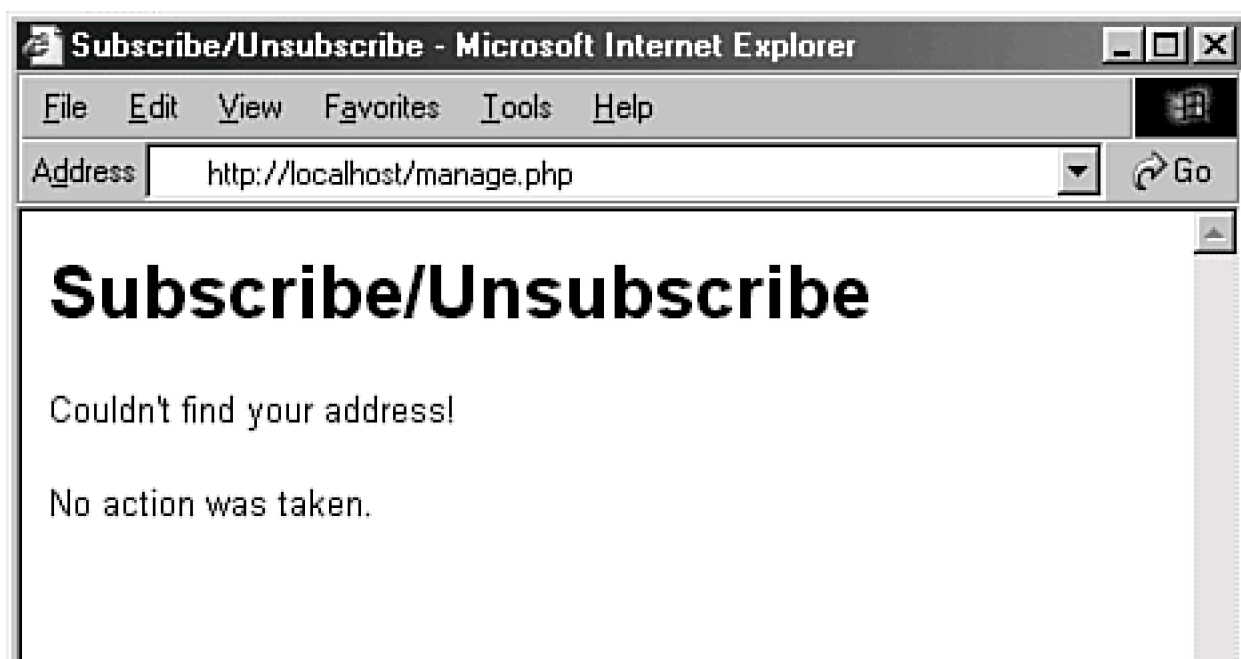 Subscribe/Unsubscribe - Microsoft Internet Explorer
File Edit View Favorites Tools Help
Address http://localhost/manage.php Go
Subscribe/Unsubscribe
Couldn't find your address!
No action was taken.